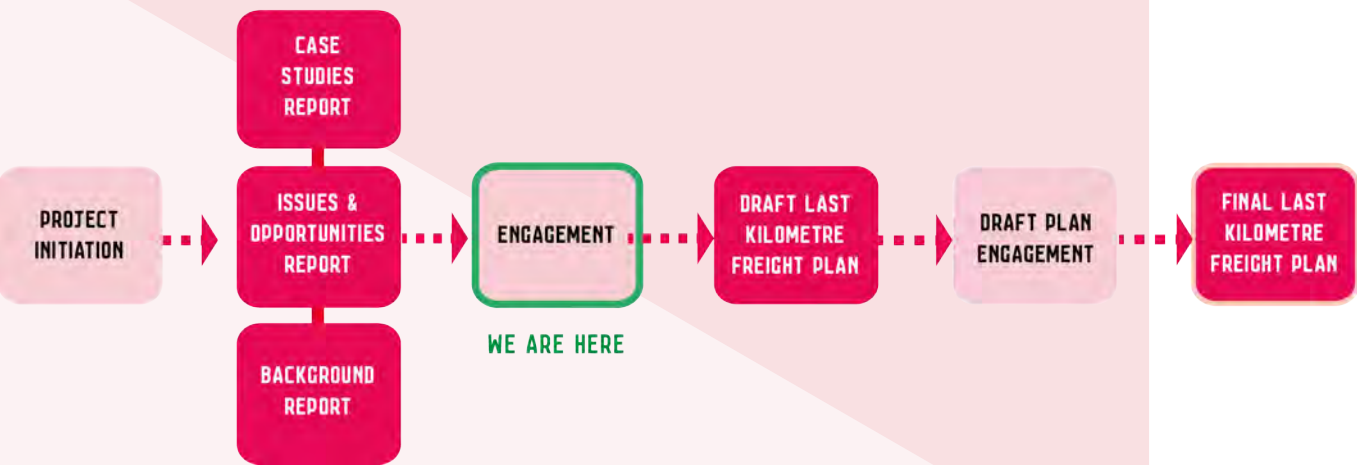 PROJECT
INITIATION
CASE
STUDIES
REPORT
ISSUES &
OPPORTUNITIES
REPORT
BACKGROUND
REPORT
ENGAGEMENT
WE ARE HERE
DRAFT LAST
KILOMETRE
FREIGHT PLAN
DRAFT PLAN
ENGAGEMENT
FINAL LAST
KILOMETRE
FREIGHT PLAN